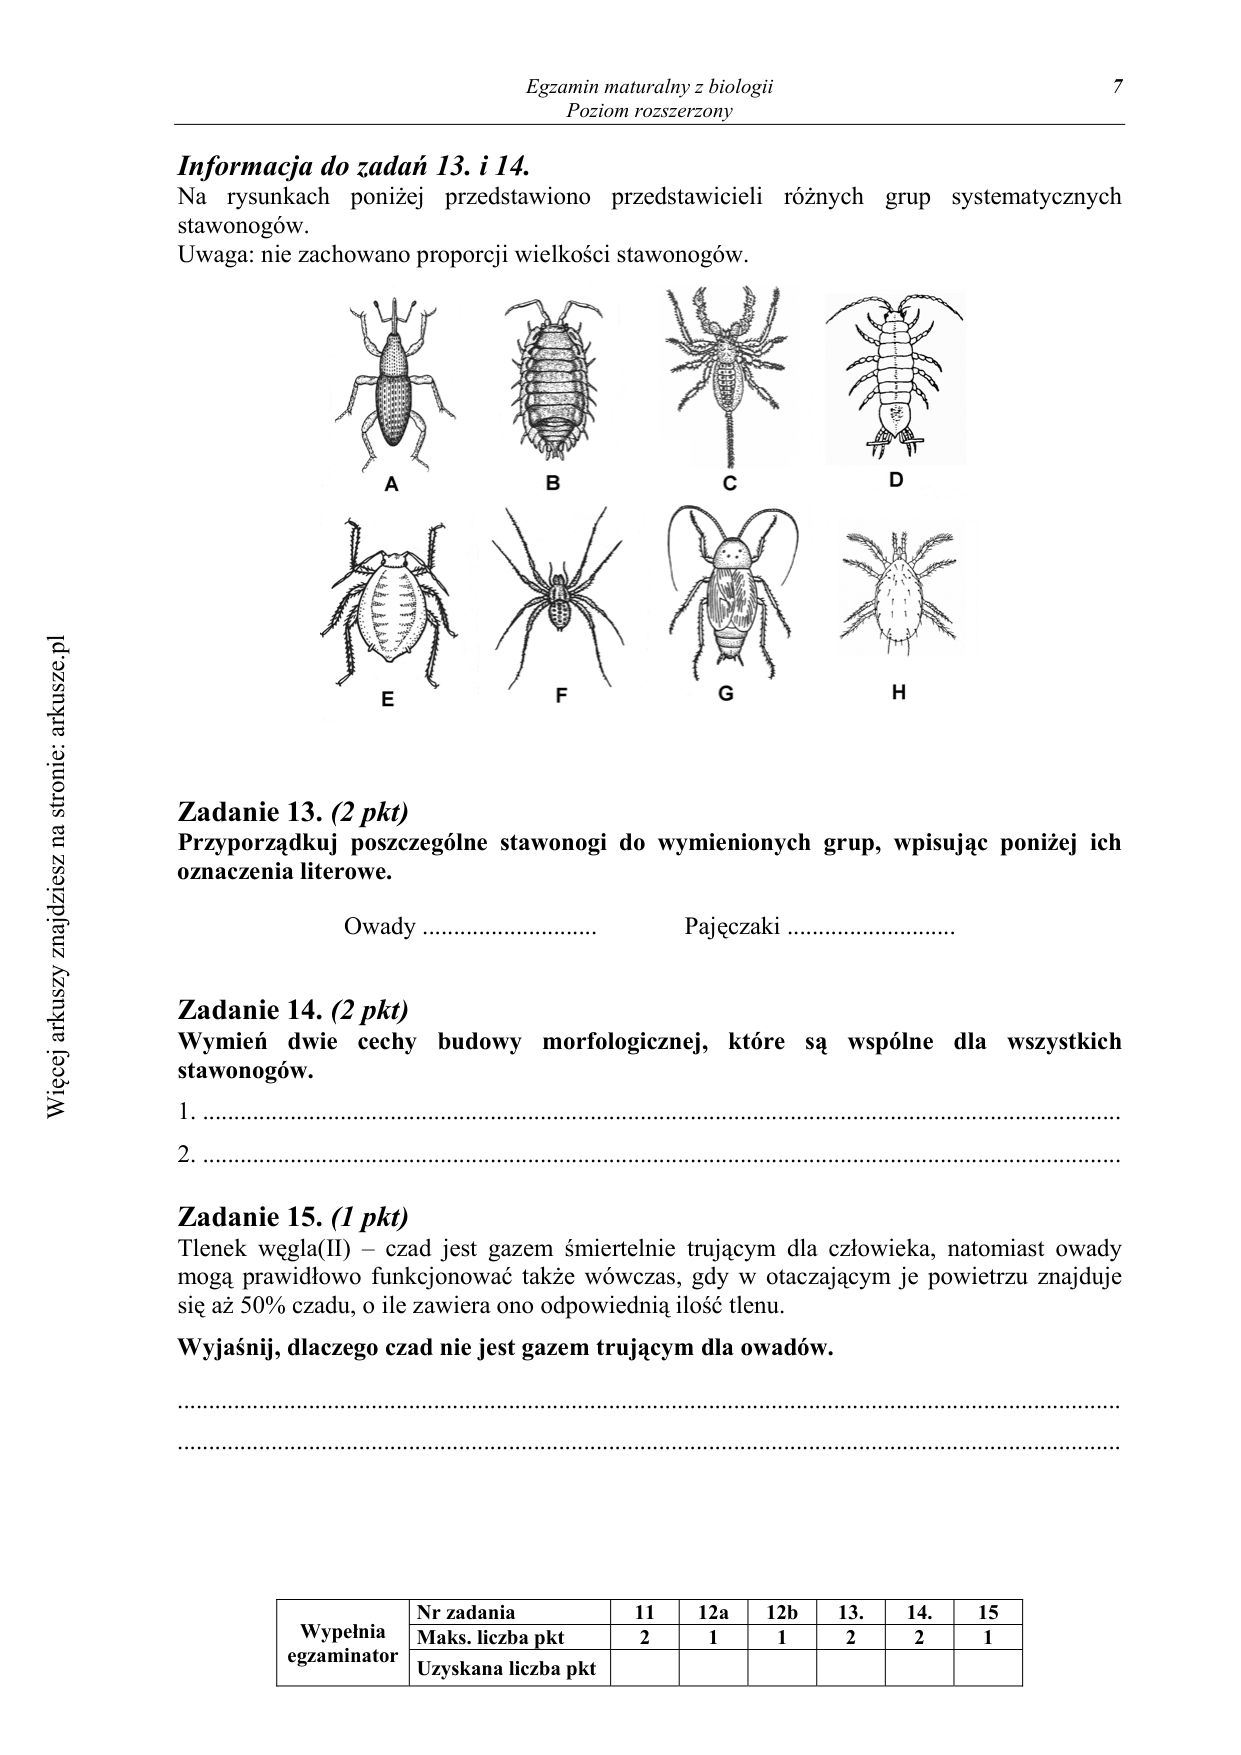 Egzamin maturalny z biologii
7
Poziom rozszerzony
Informacja do zadań 13. i 14.
Na rysunkach poniżej przedstawiono przedstawicieli różnych grup systematycznych
stawonogów.
Uwaga: nie zachowano proporcji wielkości stawonogów.
A
B
C
D
E
F
G
H
Zadanie 13. (2 pkt)
Przyporządkuj poszczególne stawonogi do wymienionych grup, wpisując poniżej ich
oznaczenia literowe.
Owady ............................ Pajęczaki ...........................
Zadanie 14. (2 pkt)
Wymień dwie cechy budowy morfologicznej, które są wspólne dla wszystkich
stawonogów.
1. ....................................................................................................................................................
2. ....................................................................................................................................................
Zadanie 15. (1 pkt)
Tlenek węgla(II) – czad jest gazem śmiertelnie trującym dla człowieka, natomiast owady
mogą prawidłowo funkcjonować także wówczas, gdy w otaczającym je powietrzu znajduje
się aż 50% czadu, o ile zawiera ono odpowiednią ilość tlenu.
Wyjaśnij, dlaczego czad nie jest gazem trującym dla owadów.
........................................................................................................................................................
........................................................................................................................................................
Wypełnia egzaminator
Nr zadania 11 12a 12b 13. 14. 15
Maks. liczba pkt 2 1 1 2 2 1
Uzyskana liczba pkt
Więcej arkuszy znajdziesz na stronie: arkusze.pl